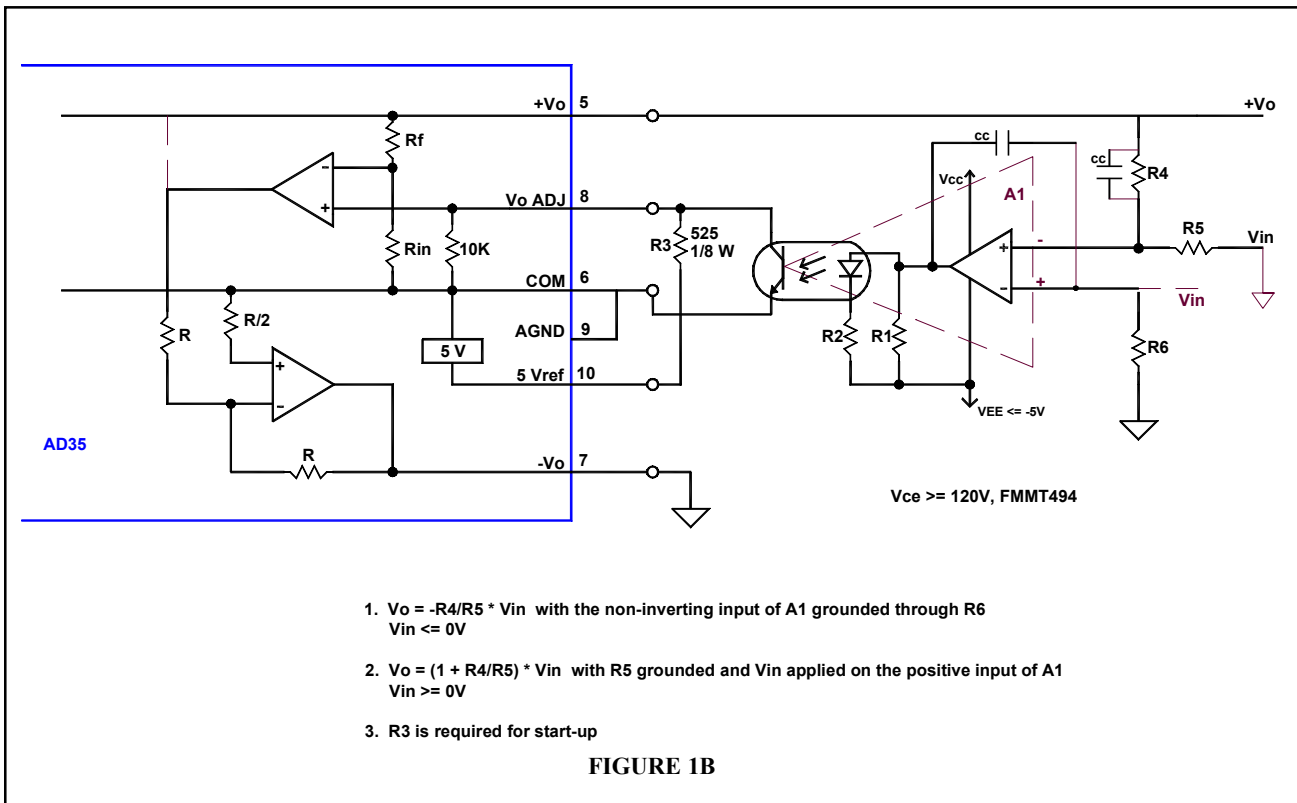 +Vo 5
+Vo
Rf
cc
cc
R4
Vcc
A1
-
+
Vo ADJ 8
R3
525
1/8 W
R5
Vin
Rin
10K
+
-
-
+
COM 6
Vin
R/2
R
AGND 9
R2
R1
R6
5 V
+
-
5 Vref 10
VEE <= -5V
AD35
R
-Vo 7
Vce >= 120V, FMMT494
1. Vo = -R4/R5 * Vin with the non-inverting input of A1 grounded through R6
Vin <= 0V
2. Vo = (1 + R4/R5) * Vin with R5 grounded and Vin applied on the positive input of A1
Vin >= 0V
3. R3 is required for start-up
FIGURE 1B